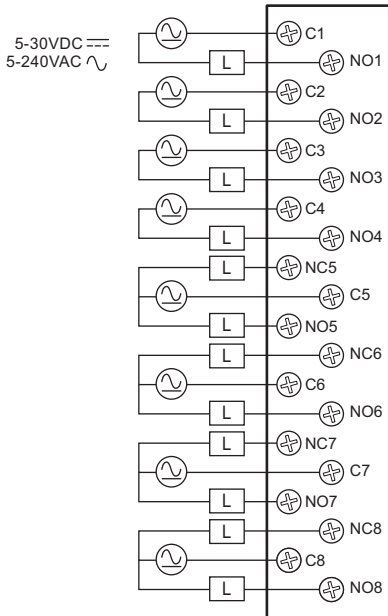 5-30VDC ⎓
5-240VAC ∿
C1
L NO1
C2
L NO2
C3
L NO3
C4
L NO4
L NC5
C5
L NO5
L NC6
C6
L NO6
L NC7
C7
L NO7
L NC8
C8
L NO8